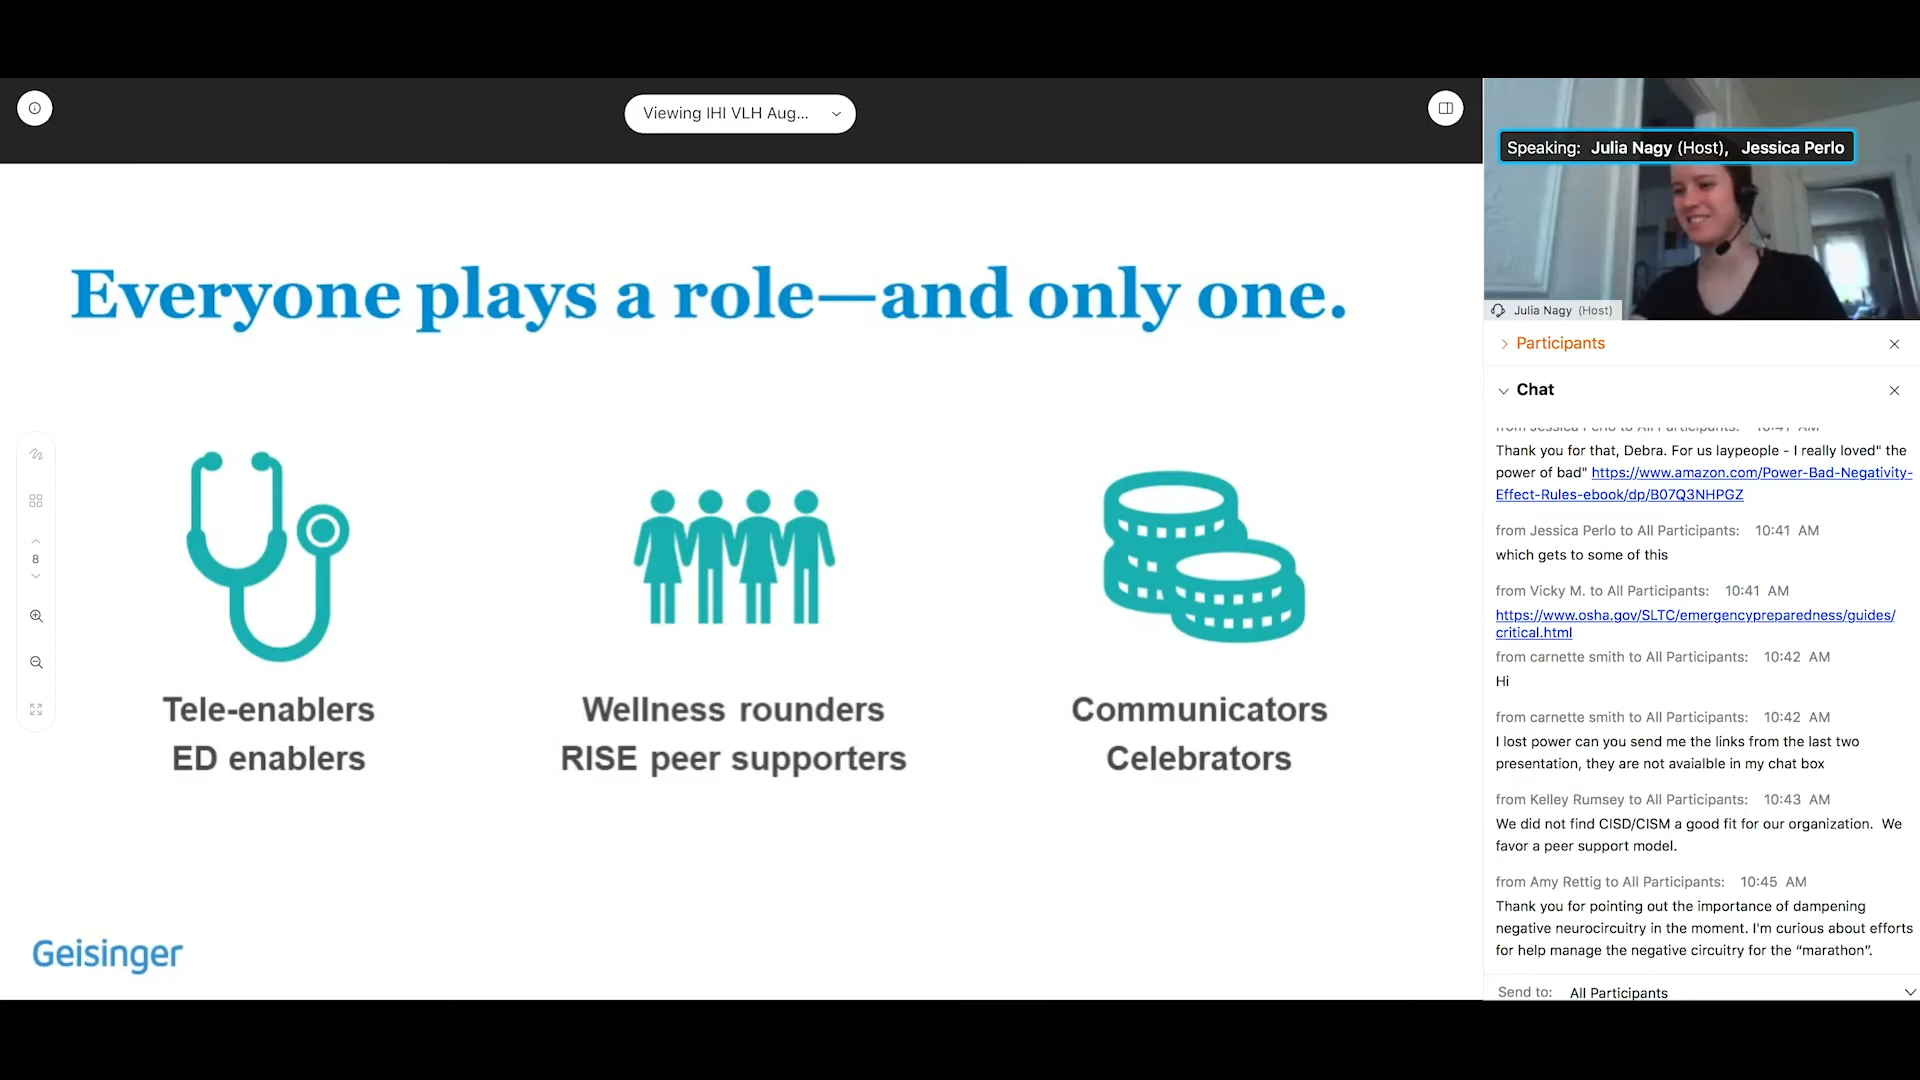 Viewing IHI VLH Aug...
Everyone plays a role—and only one.
8
Tele-enablers
ED enablers
Wellness rounders
RISE peer supporters
Communicators
Celebrators
Geisinger
Speaking: Julia Nagy (Host), Jessica Perlo
Julia Nagy (Host)
Participants
Chat
from Jessica Perlo to All Participants: 10:41 AM
Thank you for that, Debra. For us laypeople - I really loved" the
power of bad" https://www.amazon.com/Power-Bad-Negativity-
Effect-Rules-ebook/dp/B07Q3NHPGZ
from Jessica Perlo to All Participants: 10:41 AM
which gets to some of this
from Vicky M. to All Participants: 10:41 AM
https://www.osha.gov/SLTC/emergencypreparedness/guides/
critical.html
from carnette smith to All Participants: 10:42 AM
Hi
from carnette smith to All Participants: 10:42 AM
I lost power can you send me the links from the last two
presentation, they are not avaialble in my chat box
from Kelley Rumsey to All Participants: 10:43 AM
We did not find CISD/CISM a good fit for our organization. We
favor a peer support model.
from Amy Rettig to All Participants: 10:45 AM
Thank you for pointing out the importance of dampening
negative neurocircuitry in the moment. I'm curious about efforts
for help manage the negative circuitry for the “marathon”.
Send to: All Participants